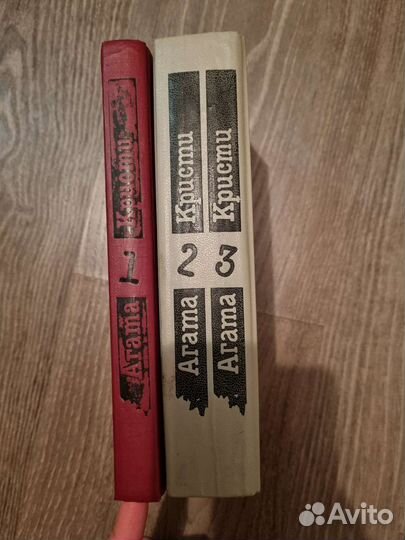 Агата 1 Кристи
Агата 2 Кристи
Агата 3 Кристи
Avito